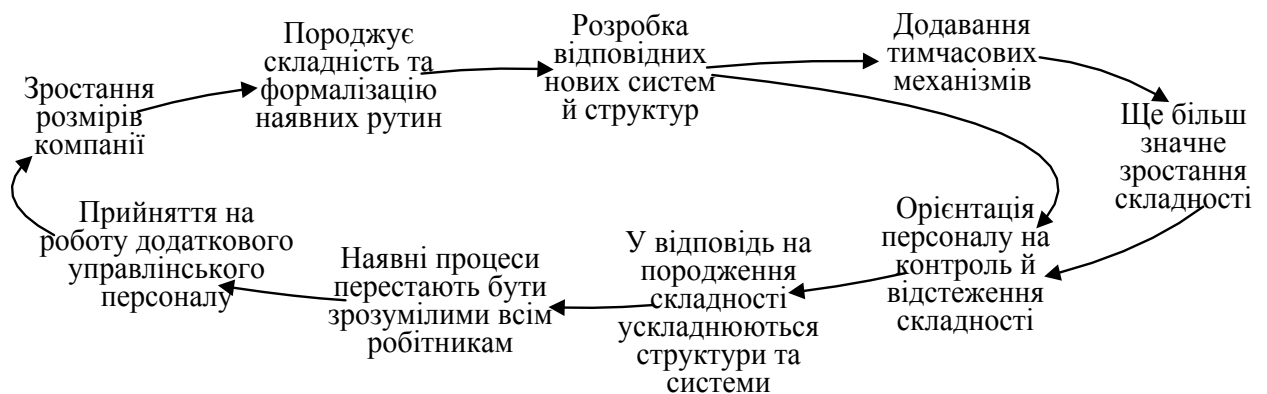 Зростання
розмірів
компанії
Породжує
складність та
формалізацію
наявних рутин
Розробка
відповідних
нових систем
й структур
Додавання
тимчасових
механізмів
Ще більш
значне
зростання
складності
Орієнтація
персоналу на
контроль й
відстеження
складності
У відповідь на
породження
складності
ускладнюються
структури та
системи
Наявні процеси
перестають бути
зрозумілими всім
робітникам
Прийняття на
роботу додаткового
управлінського
персоналу